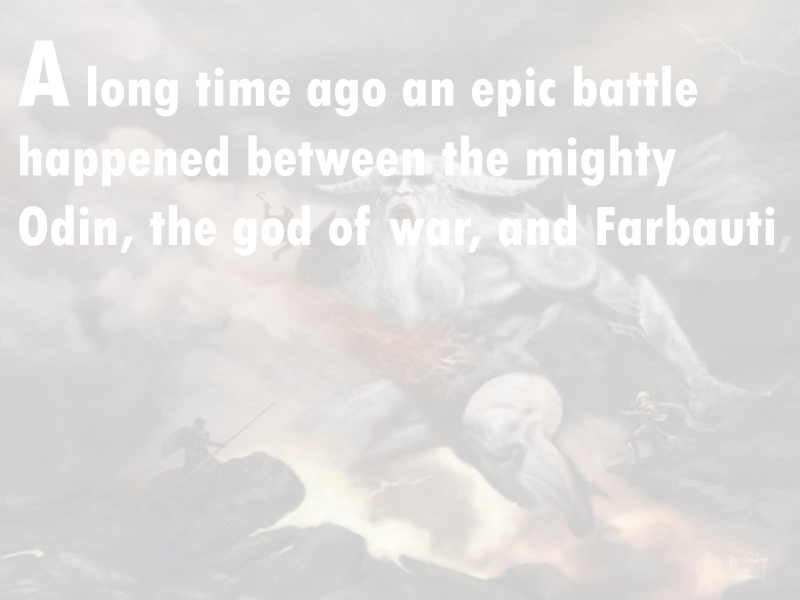 A long time ago an epic battle
happened between the mighty
Odin, the god of war, and Farbauti,